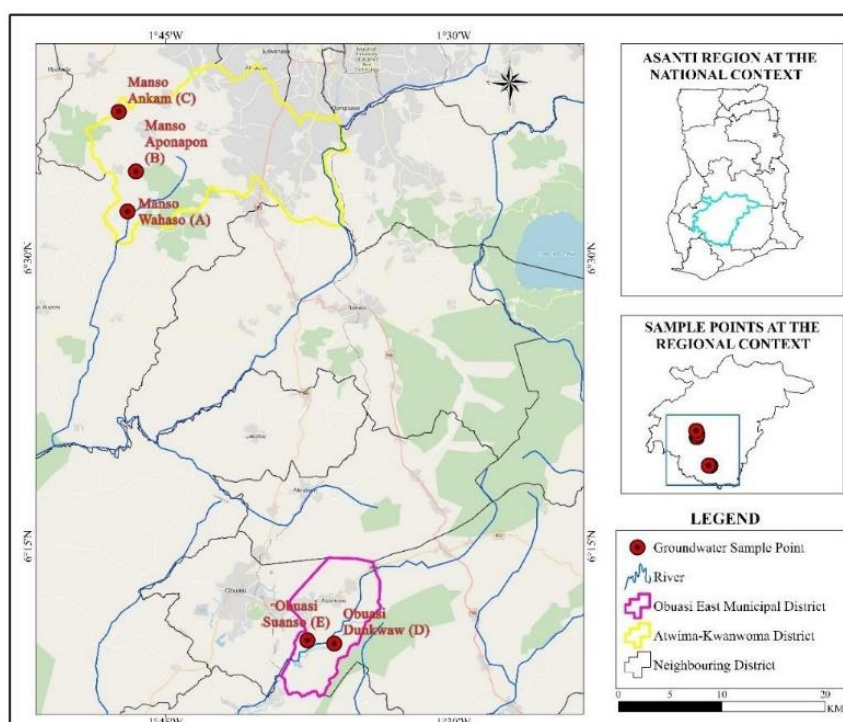 1°45'W
1°30'W
Manso
Ankam (C)
Manso
Aponapon
(B)
Manso
Wahaso (A)
6°30'N
6°30'N
6°15'N
6°15'N
Obuasi
Obuasi
Suanso (E)
Obuasi
Dunkwaw (D)
1°45'W
1°30'W
ASANTI REGION AT THE
NATIONAL CONTEXT
SAMPLE POINTS AT THE
REGIONAL CONTEXT
LEGEND
Groundwater Sample Point
River
Obuasi East Municipal District
Atwima-Kwanwoma District
Neighbouring District
0
10
20
KM